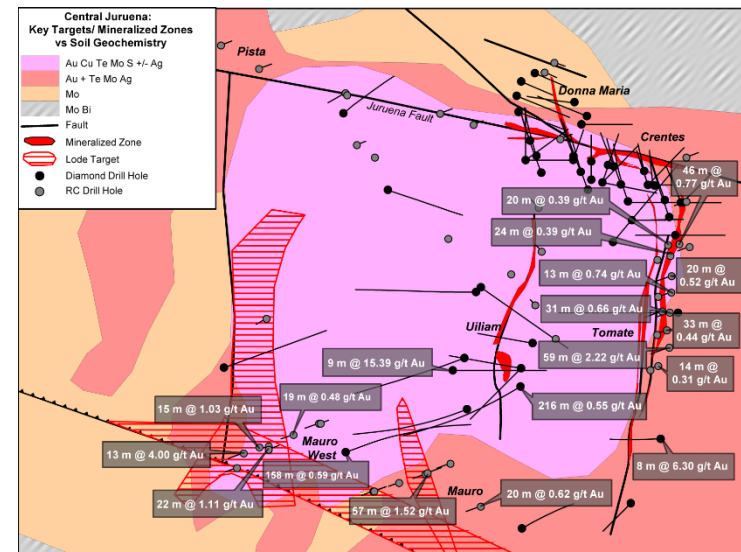 Central Juruena:
Key Targets/ Mineralized Zones
vs Soil Geochemistry
Au Cu Te Mo S +/- Ag
Au + Te Mo Ag
Mo
Mo Bi
Fault
Mineralized Zone
Lode Target
Diamond Drill Hole
RC Drill Hole
Pista
Juruena Fault
Donna Maria
Crentes
46 m @
0.77 g/t Au
20 m @ 0.39 g/t Au
24 m @ 0.39 g/t Au
13 m @ 0.74 g/t Au
20 m @
0.52 g/t Au
31 m @ 0.66 g/t Au
Uiliam
Tomate
33 m @
0.44 g/t Au
59 m @ 2.22 g/t Au
9 m @ 15.39 g/t Au
14 m @
0.31 g/t Au
19 m @ 0.48 g/t Au
216 m @ 0.55 g/t Au
15 m @ 1.03 g/t Au
Mauro
West
13 m @ 4.00 g/t Au
158 m @ 0.59 g/t Au
8 m @ 6.30 g/t Au
22 m @ 1.11 g/t Au
Mauro
20 m @ 0.62 g/t Au
57 m @ 1.52 g/t Au